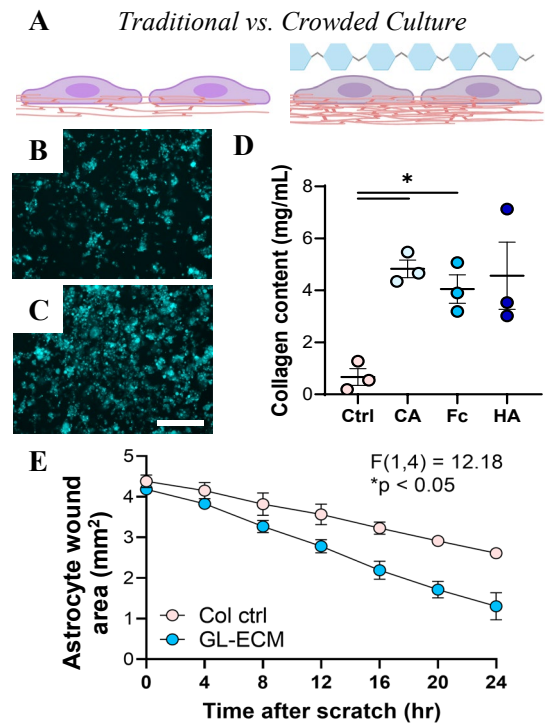 A
Traditional vs. Crowded Culture
B
C
D
Collagen content (mg/mL)
8
6
4
2
0
*
Ctrl CA Fc HA
E
Astrocyte wound
area (mm²)
5
4
3
2
1
0
F(1,4) = 12.18
*p < 0.05
Col ctrl
GL-ECM
0 4 8 12 16 20 24
Time after scratch (hr)